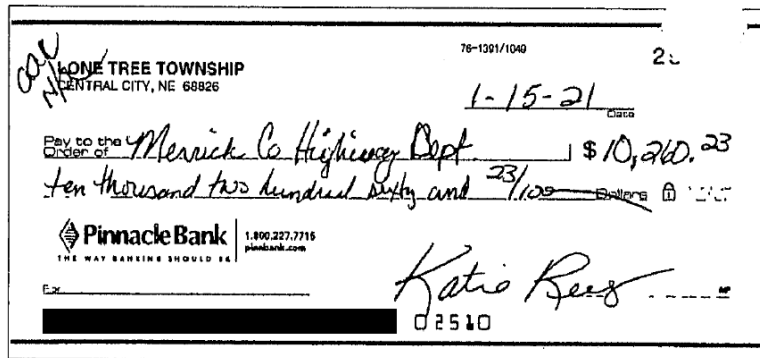 76-1391/1049
LONE TREE TOWNSHIP
CENTRAL CITY, NE 68826
1-15-21
Date
Pay to the
Order of Merrick Co Highway Dept. $ 10,260.23
ten thousand two hundred sixty and 23/100 Dollars
Pinnacle Bank 1.800.227.7715
pinnbank.com
THE WAY BANKING SHOULD BE
For Katie
MP
02510